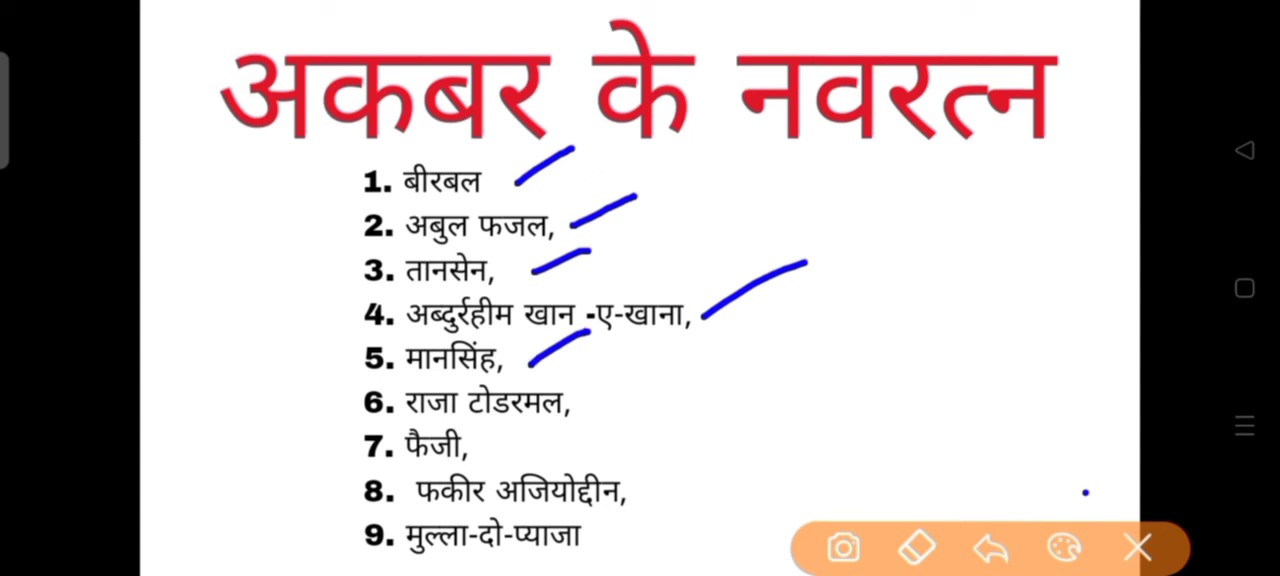 अकबर के नवरत्न
1. बीरबल
2. अबुल फजल,
3. तानसेन,
4. अब्दुर्रहीम खान -ए-खाना,
5. मानसिंह,
6. राजा टोडरमल,
7. फैजी,
8. फकीर अजियोद्दीन,
9. मुल्ला-दो-प्याजा